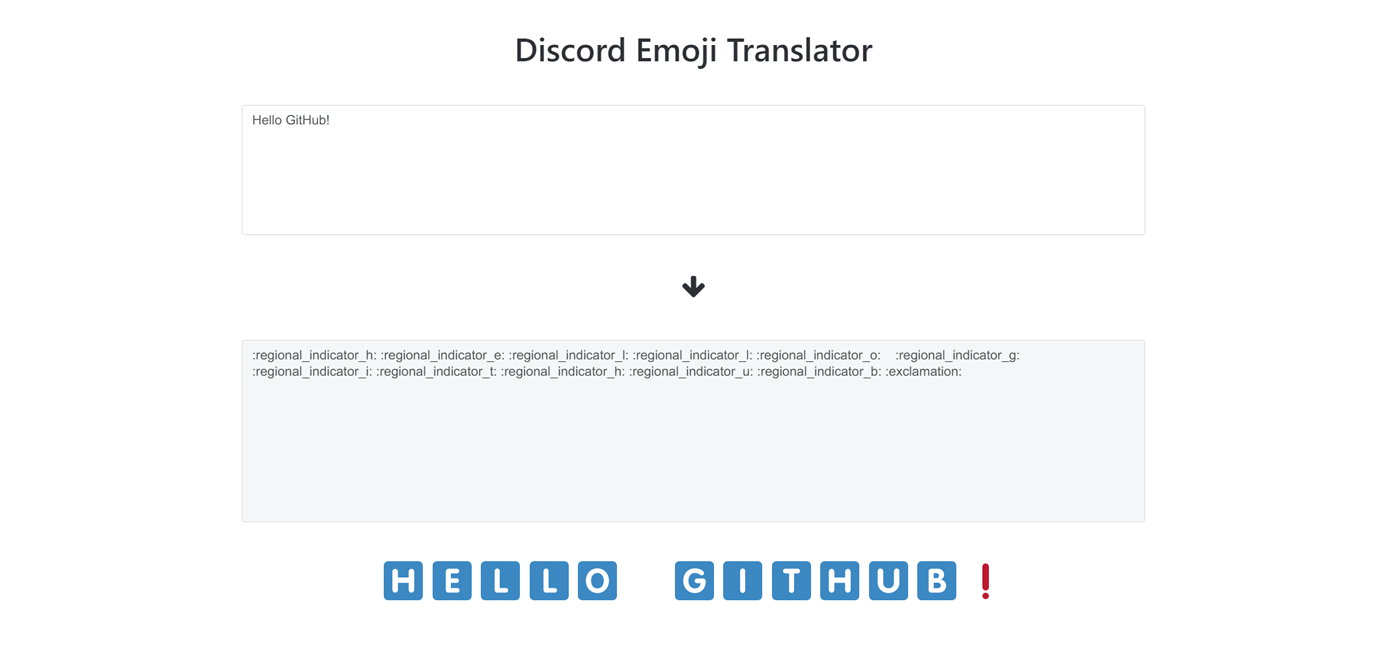 Discord Emoji Translator
Hello GitHub!
:regional_indicator_h: :regional_indicator_e: :regional_indicator_l: :regional_indicator_l: :regional_indicator_o:    :regional_indicator_g:
:regional_indicator_i: :regional_indicator_t: :regional_indicator_h: :regional_indicator_u: :regional_indicator_b: :exclamation:
H E L L O   G I T H U B !